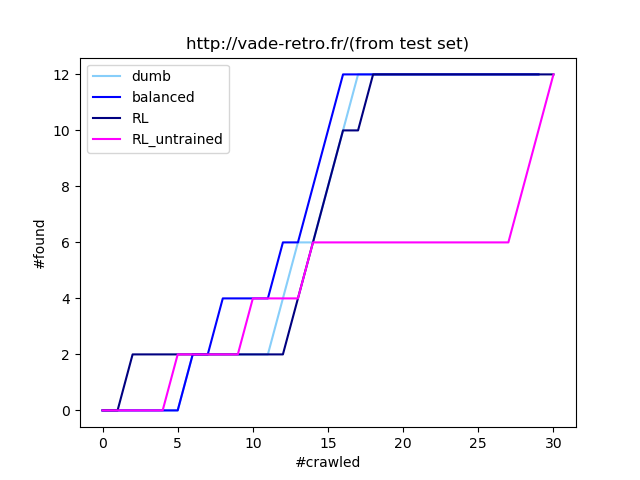 http://vade-retro.fr/(from test set)
dumb
balanced
RL
RL_untrained
12
10
8
6
4
2
0
#found
0 5 10 15 20 25 30
#crawled